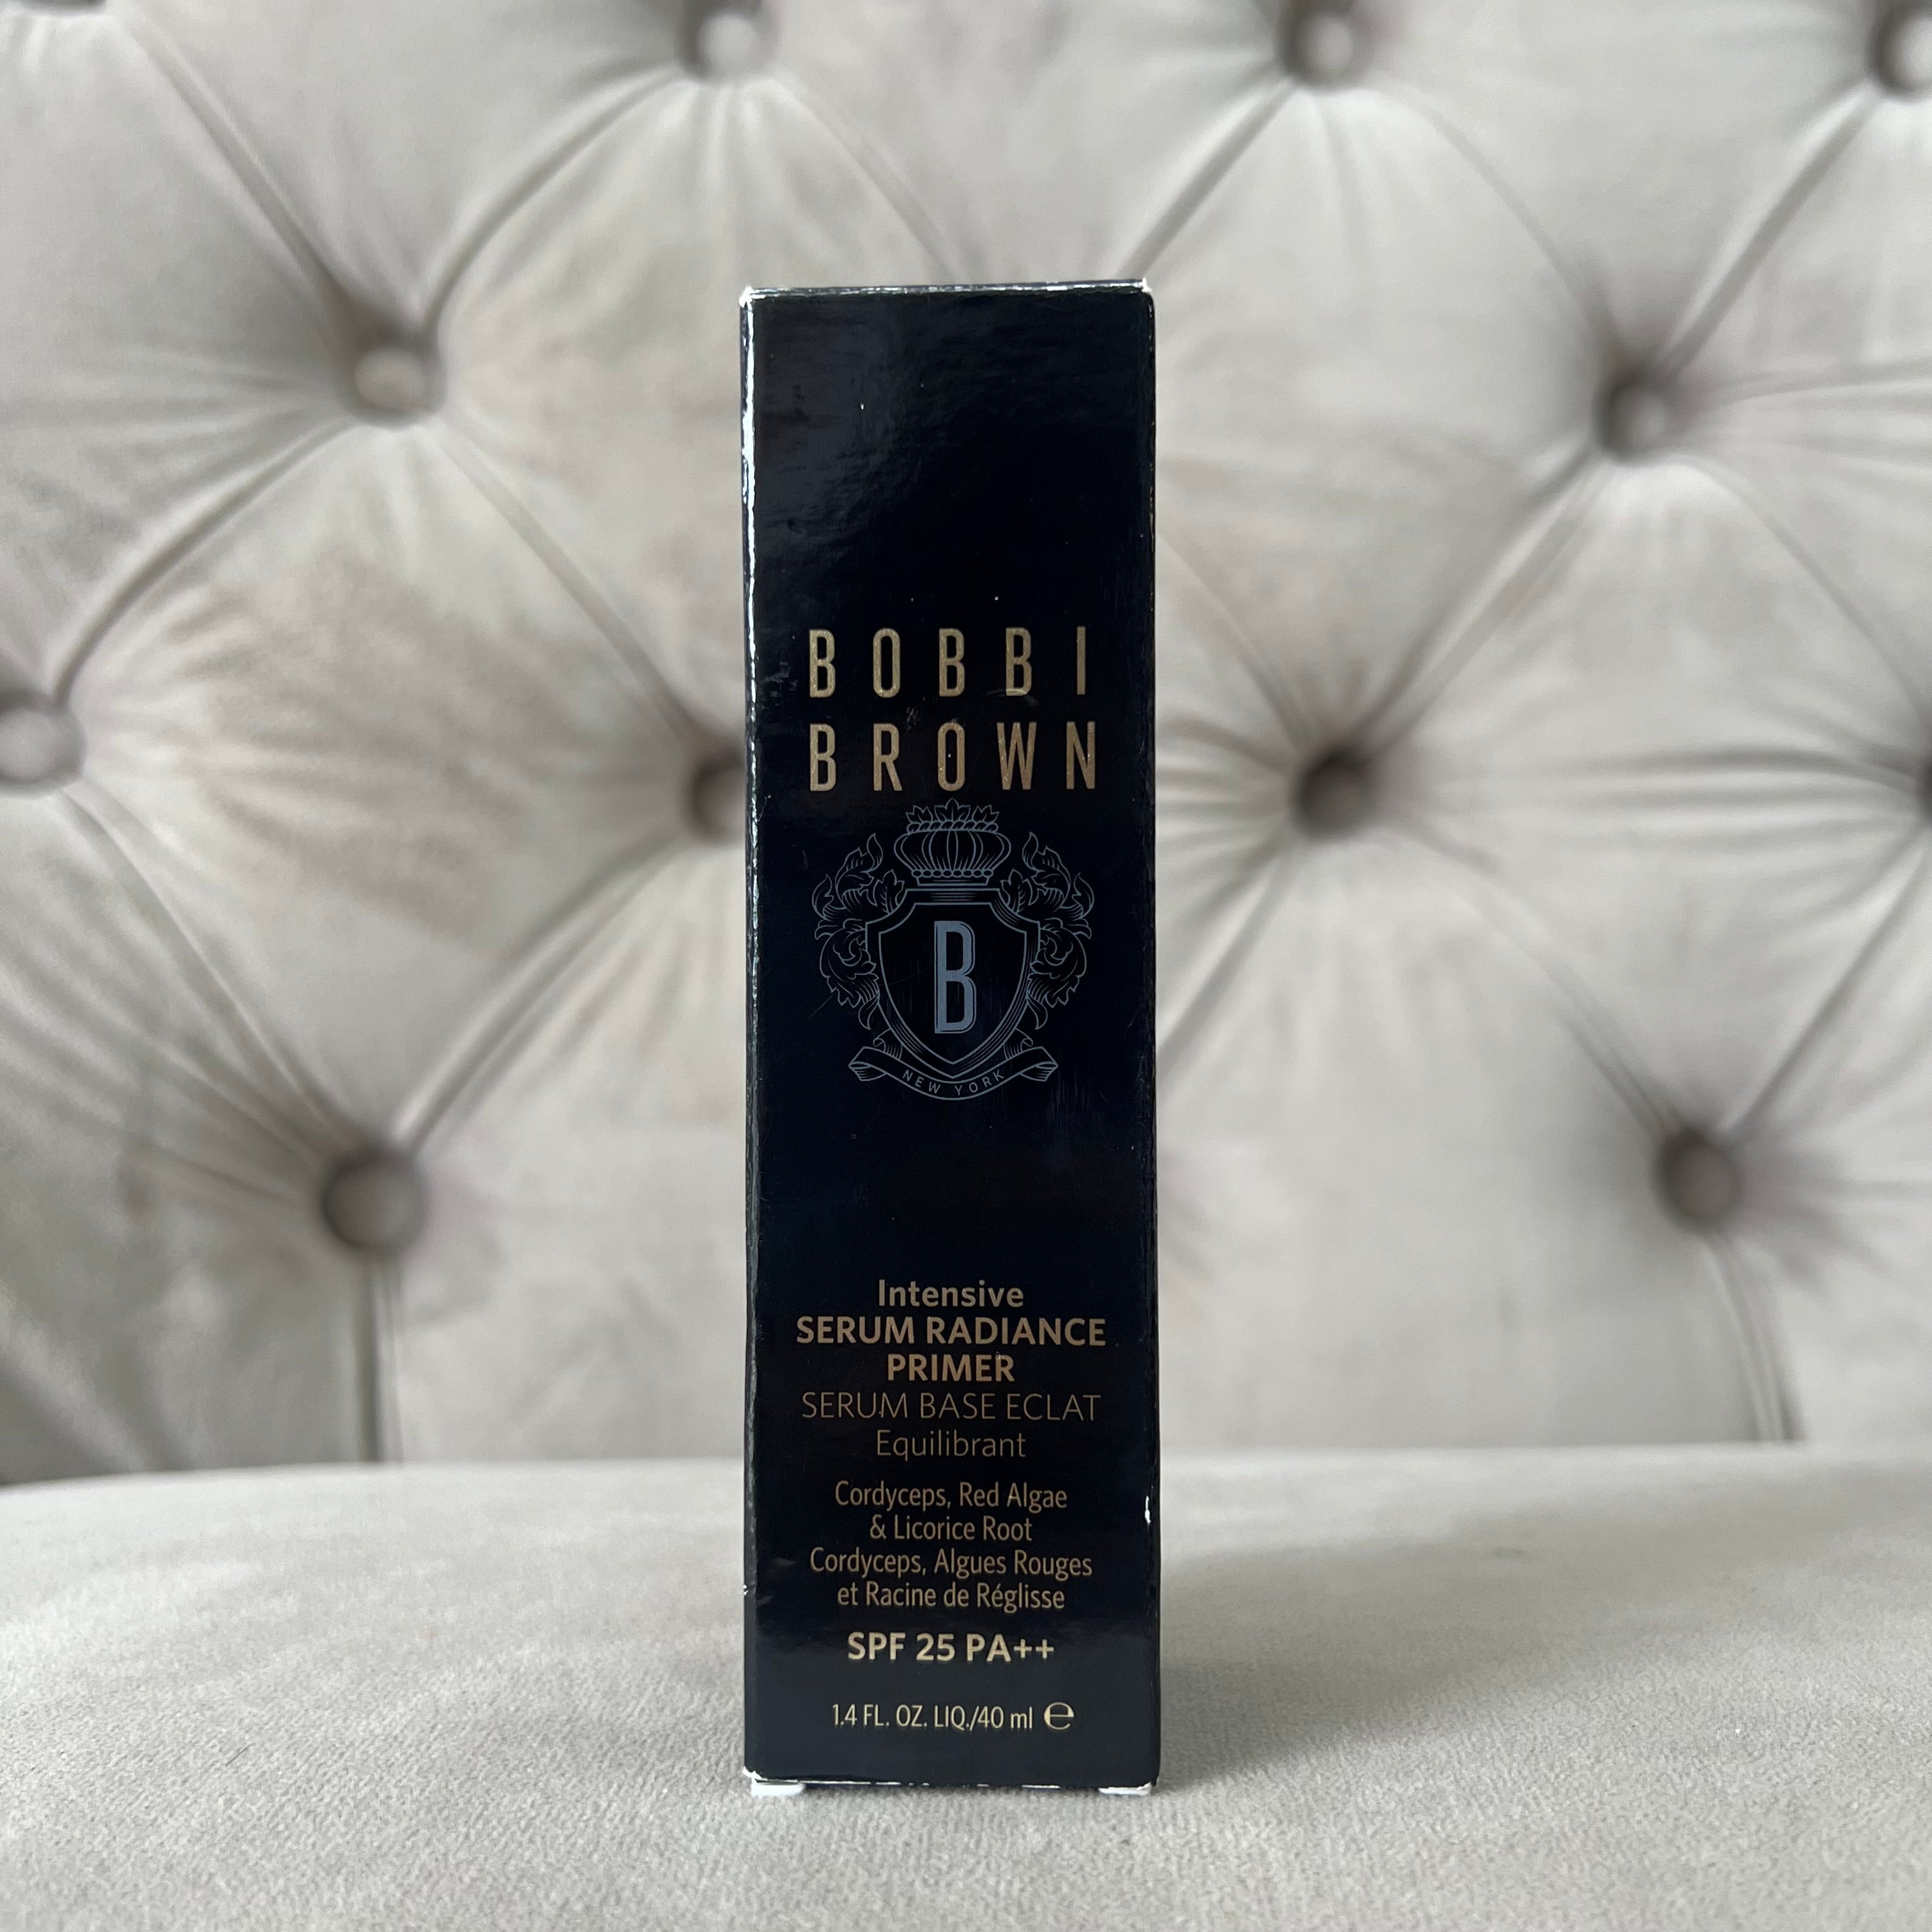 BOBBI
BROWN
B
NEW YORK
Intensive
SERUM RADIANCE
PRIMER
SERUM BASE ECLAT
Equilibrant
Cordyceps, Red Algae
& Licorice Root
Cordyceps, Algues Rouges
et Racine de Réglisse
SPF 25 PA++
1.4 FL. OZ. LIQ./40 ml ℮